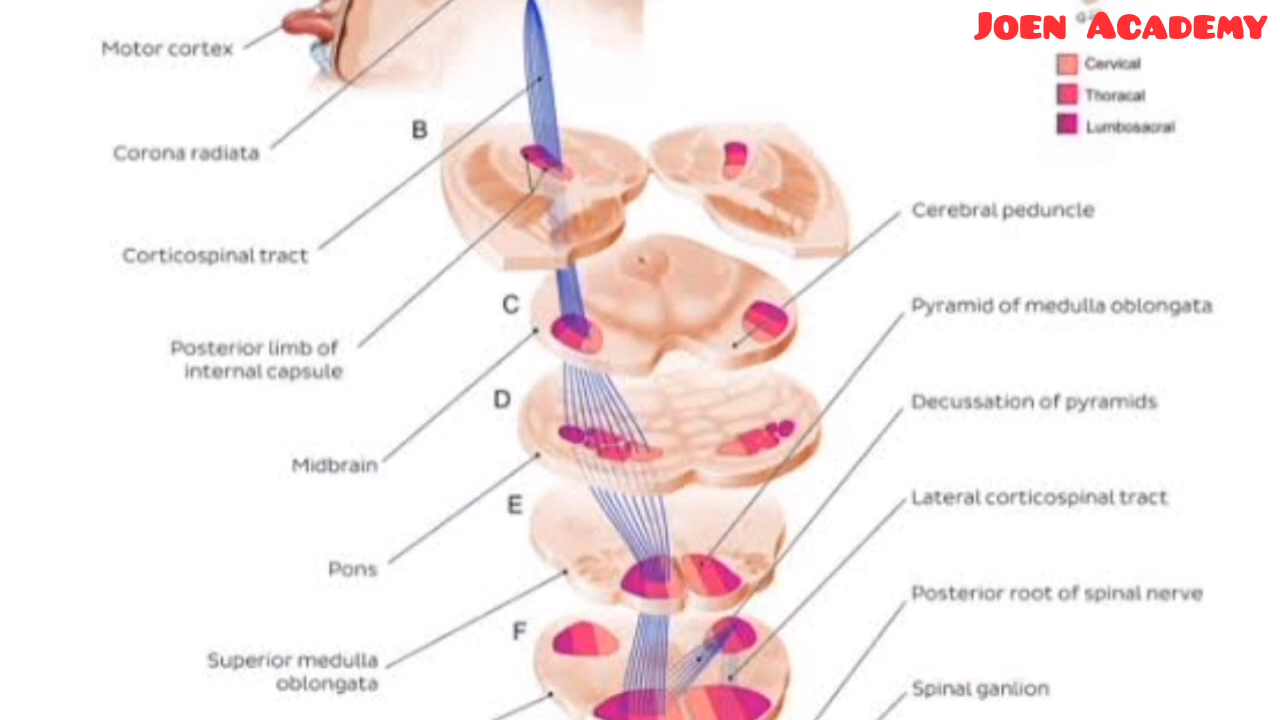 Joen Academy
Motor cortex
Cervical
Thoracal
Lumbosacral
B
Corona radiata
Cerebral peduncle
Corticospinal tract
C
Pyramid of medulla oblongata
Posterior limb of
internal capsule
D
Decussation of pyramids
Midbrain
E
Lateral corticospinal tract
Pons
Posterior root of spinal nerve
F
Superior medulla
oblongata
Spinal ganlion